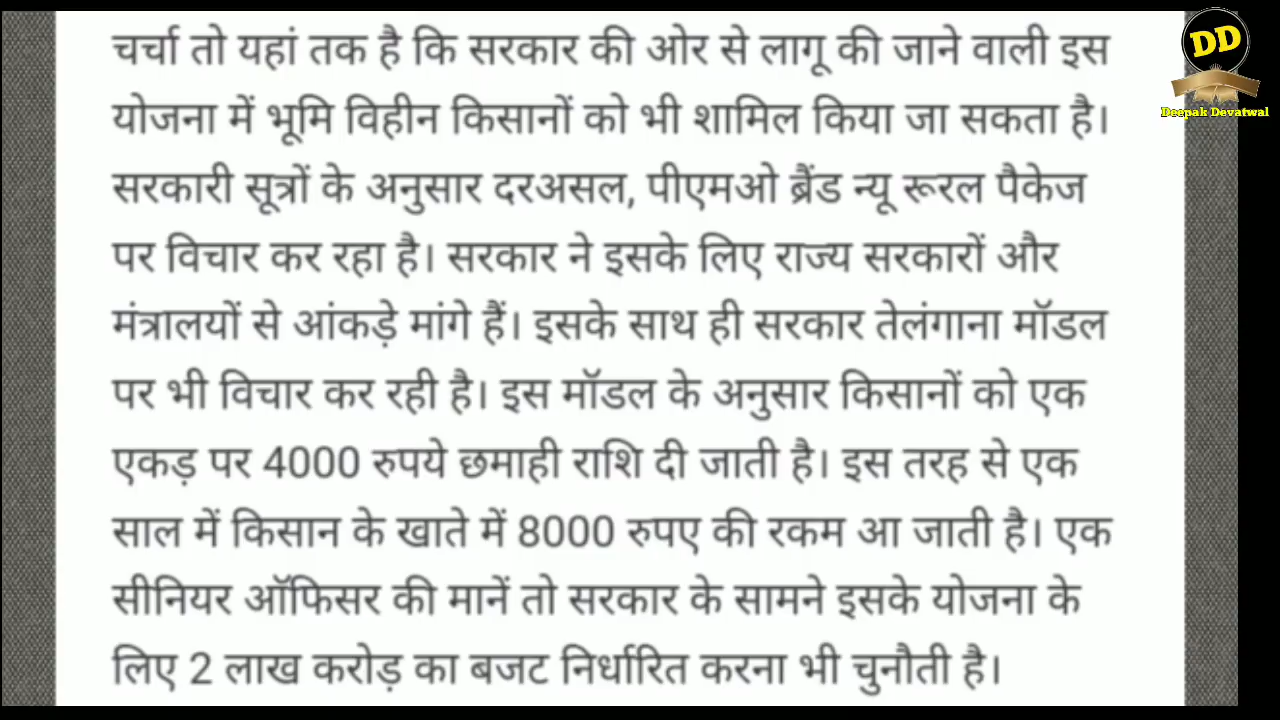 चर्चा तो यहां तक है कि सरकार की ओर से लागू की जाने वाली इस
योजना में भूमि विहीन किसानों को भी शामिल किया जा सकता है।
सरकारी सूत्रों के अनुसार दरअसल, पीएमओ ब्रैंड न्यू रूरल पैकेज
पर विचार कर रहा है। सरकार ने इसके लिए राज्य सरकारों और
मंत्रालयों से आंकड़े मांगे हैं। इसके साथ ही सरकार तेलंगाना मॉडल
पर भी विचार कर रही है। इस मॉडल के अनुसार किसानों को एक
एकड़ पर 4000 रुपये छमाही राशि दी जाती है। इस तरह से एक
साल में किसान के खाते में 8000 रुपए की रकम आ जाती है। एक
सीनियर ऑफिसर की मानें तो सरकार के सामने इसके योजना के
लिए 2 लाख करोड़ का बजट निर्धारित करना भी चुनौती है।
DD
Deepak Devatwal